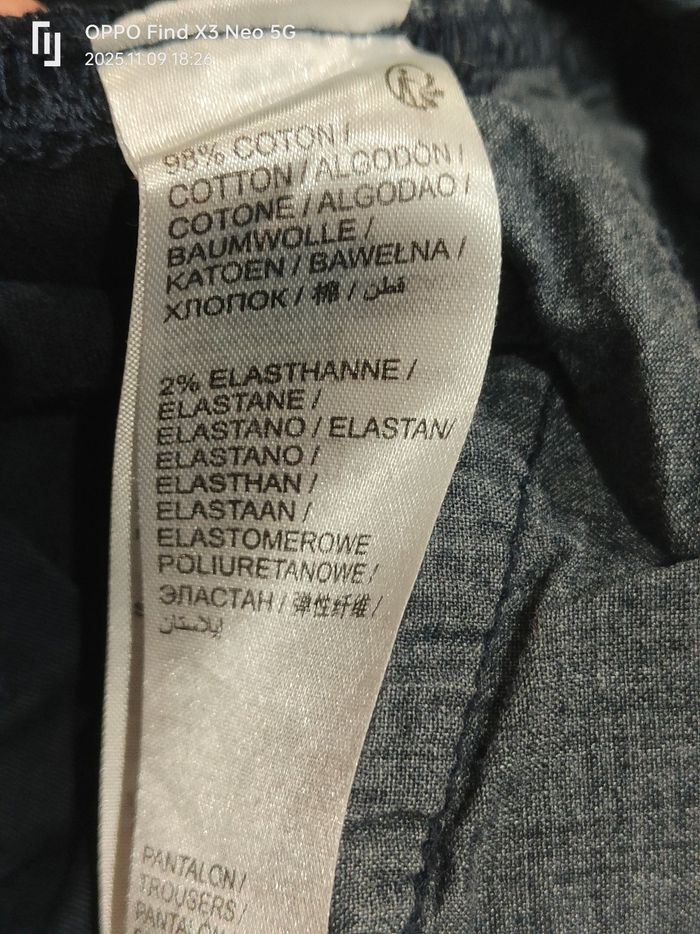 OPPO Find X3 Neo 5G
2025.11.09 18:26
98% COTON /
COTTON / ALGODÓN /
COTONE / ALGODAO /
BAUMWOLLE /
KATOEN / BAWEŁNA /
ХЛОПОК / 棉 / قطن
2% ELASTHANNE /
ELASTANE /
ELASTANO / ELASTAN/
ELASTANO /
ELASTHAN /
ELASTAAN /
ELASTOMEROWE
POLIURETANOWE/
ЭЛАСТАН / 弹性纤维 /
إيلاستان
PANTALON/
TROUSERS/